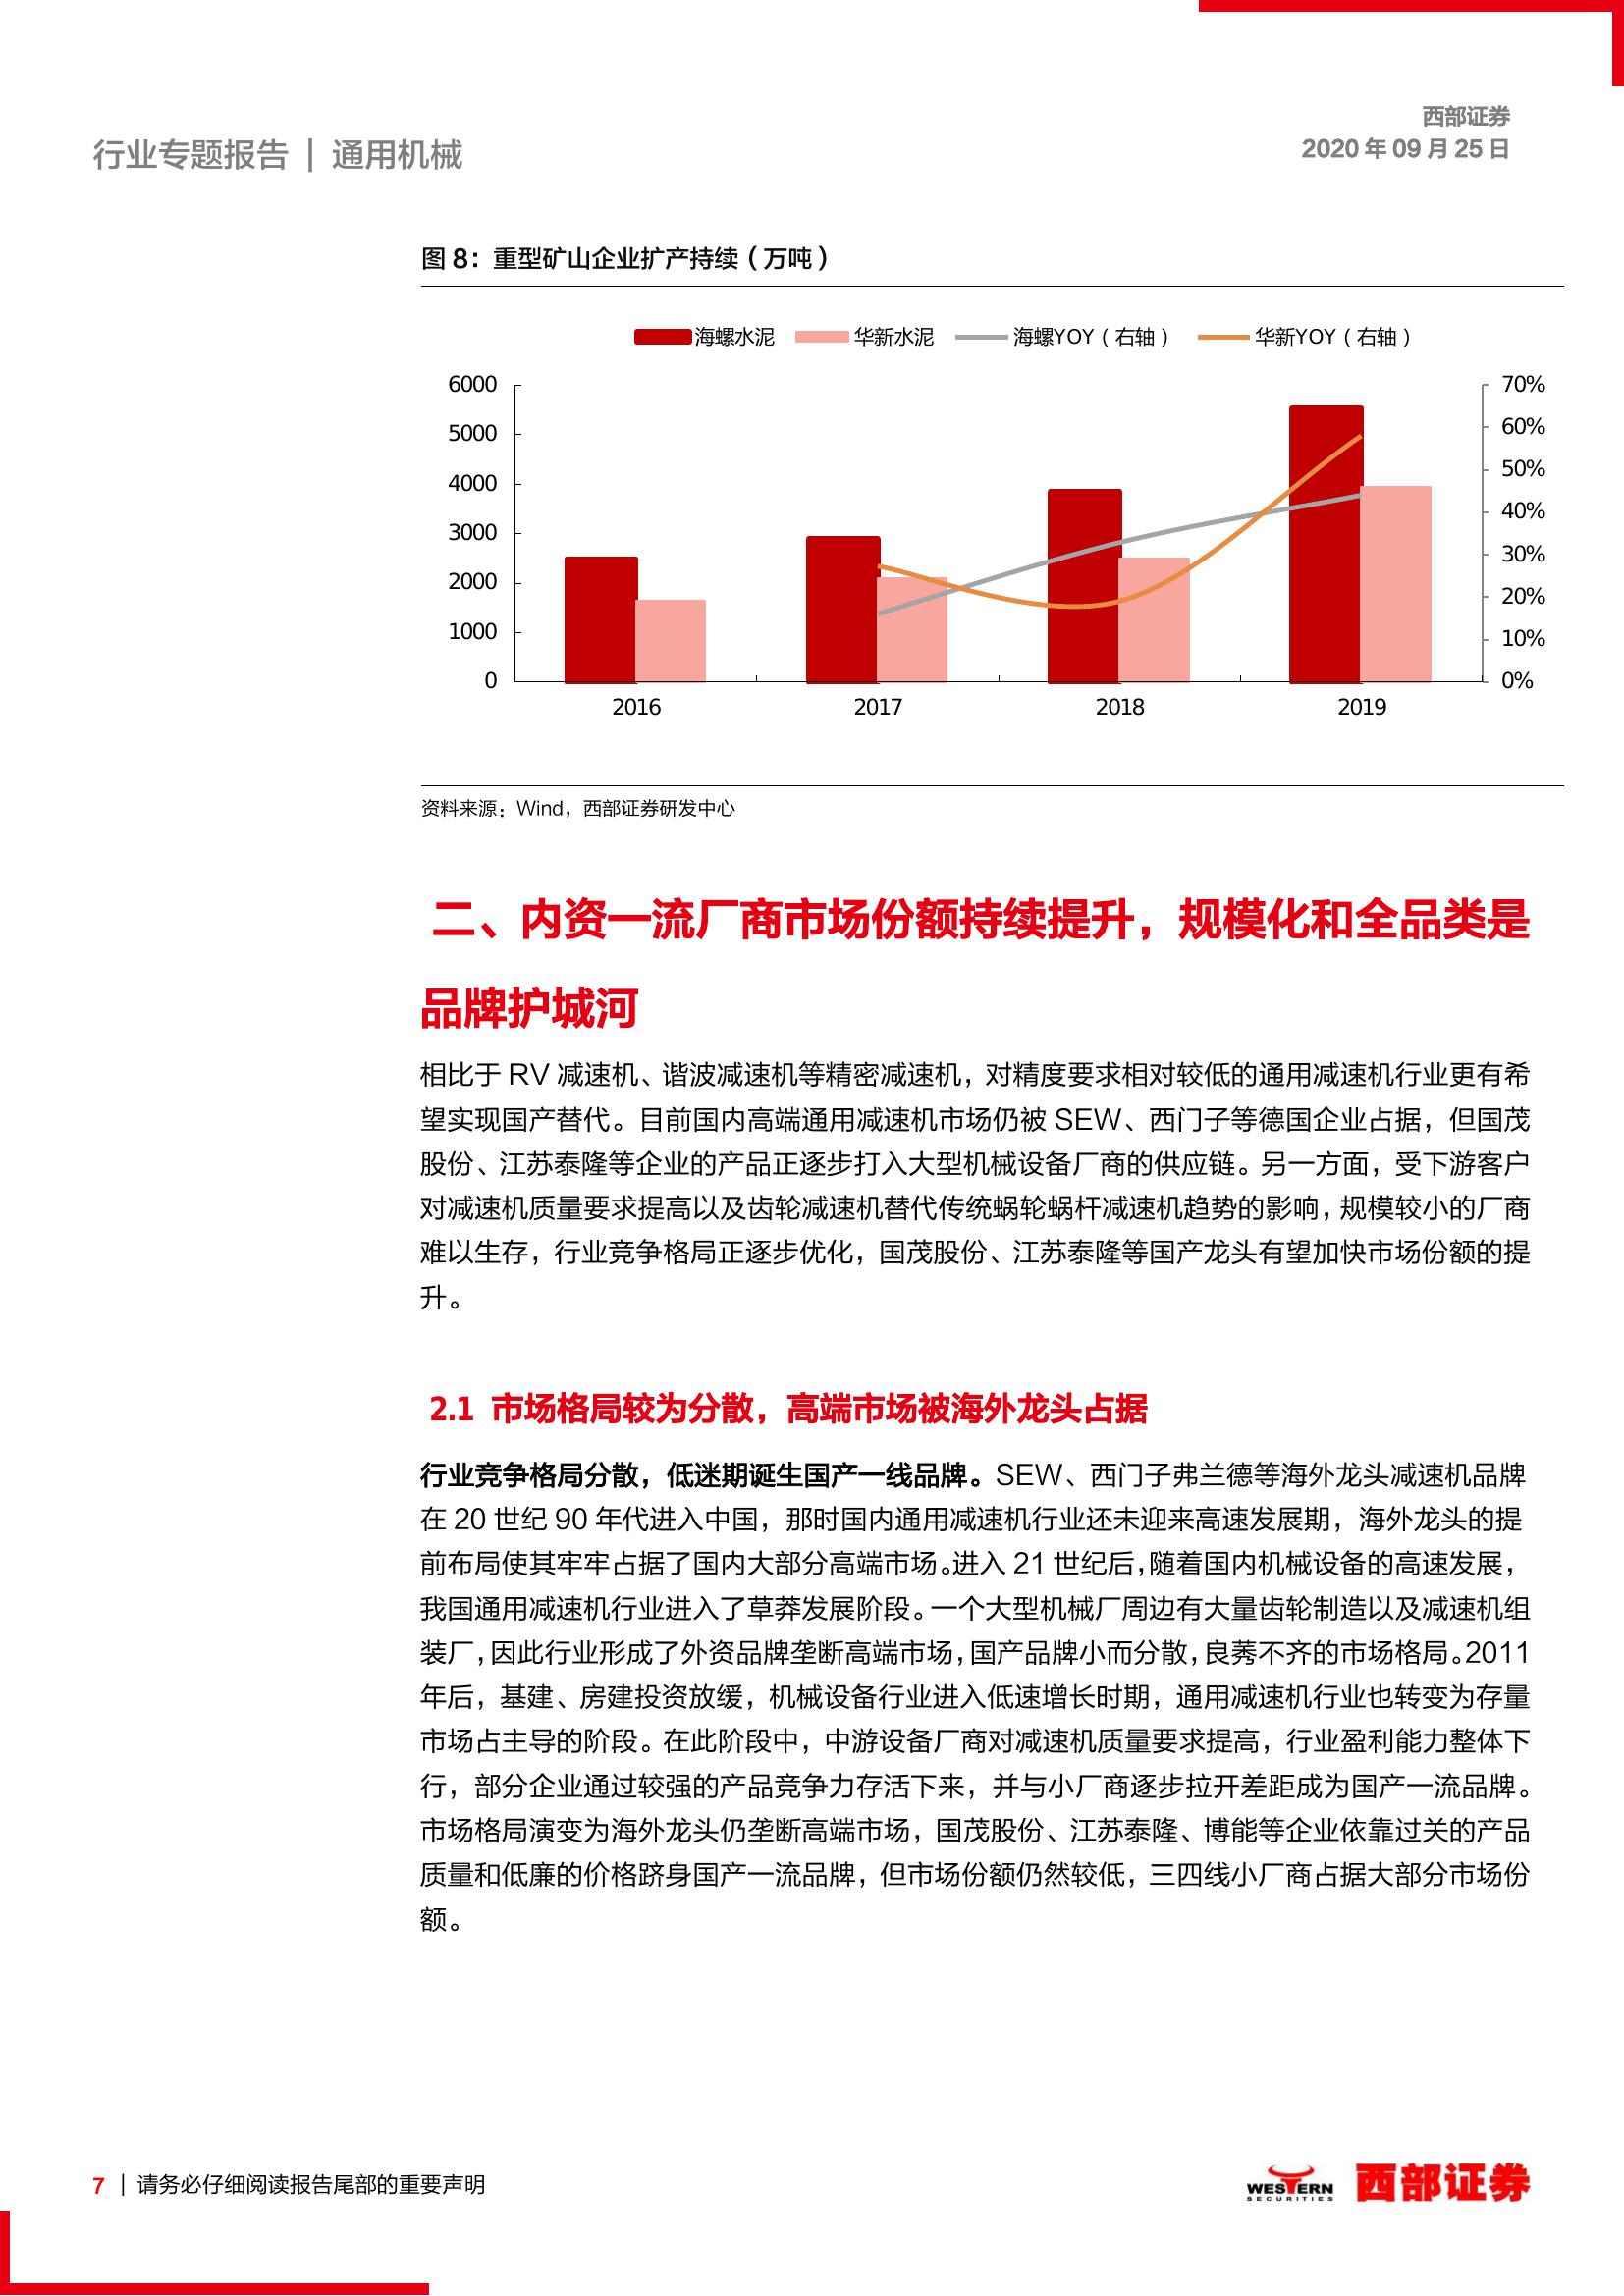 西部证券
行业专题报告 | 通用机械
2020 年 09 月 25 日
图 8：重型矿山企业扩产持续（万吨）
海螺水泥 华新水泥 海螺YOY（右轴） 华新YOY（右轴）
6000 70%
5000 60%
4000 50%
3000 40%
2000 30%
1000 20%
0 10%
0%
2016 2017 2018 2019
资料来源：Wind，西部证券研发中心
二、内资一流厂商市场份额持续提升，规模化和全品类是
品牌护城河
相比于 RV 减速机、谐波减速机等精密减速机，对精度要求相对较低的通用减速机行业更有希
望实现国产替代。目前国内高端通用减速机市场仍被 SEW、西门子等德国企业占据，但国茂
股份、江苏泰隆等企业的产品正逐步打入大型机械设备厂商的供应链。另一方面，受下游客户
对减速机质量要求提高以及齿轮减速机替代传统蜗轮蜗杆减速机趋势的影响，规模较小的厂商
难以生存，行业竞争格局正逐步优化，国茂股份、江苏泰隆等国产龙头有望加快市场份额的提
升。
2.1 市场格局较为分散，高端市场被海外龙头占据
行业竞争格局分散，低迷期诞生国产一线品牌。SEW、西门子弗兰德等海外龙头减速机品牌
在 20 世纪 90 年代进入中国，那时国内通用减速机行业还未迎来高速发展期，海外龙头的提
前布局使其牢牢占据了国内大部分高端市场。进入 21 世纪后，随着国内机械设备的高速发展，
我国通用减速机行业进入了草莽发展阶段。一个大型机械厂周边有大量齿轮制造以及减速机组
装厂，因此行业形成了外资品牌垄断高端市场，国产品牌小而分散，良莠不齐的市场格局。2011
年后，基建、房建投资放缓，机械设备行业进入低速增长时期，通用减速机行业也转变为存量
市场占主导的阶段。在此阶段中，中游设备厂商对减速机质量要求提高，行业盈利能力整体下
行，部分企业通过较强的产品竞争力存活下来，并与小厂商逐步拉开差距成为国产一流品牌。
市场格局演变为海外龙头仍垄断高端市场，国茂股份、江苏泰隆、博能等企业依靠过关的产品
质量和低廉的价格跻身国产一流品牌，但市场份额仍然较低，三四线小厂商占据大部分市场份
额。
7 | 请务必仔细阅读报告尾部的重要声明
WESTERN
SECURITIES
西部证券